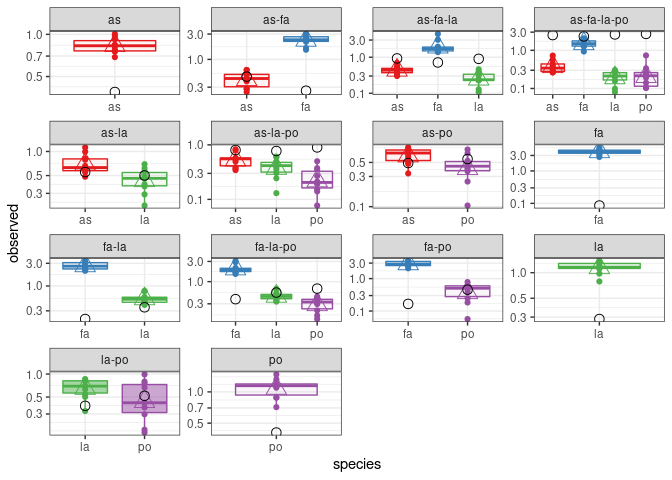 as
as-fa
as-fa-la
as-fa-la-po
1.0
0.7
0.5
as
3.0
1.0
0.3
as fa
3.0
1.0
0.3
0.1
as fa la
3.0
1.0
0.3
0.1
as fa la po
as-la
as-la-po
as-po
fa
1.0
0.5
0.3
as la
1.0
0.3
0.1
as la po
0.5
0.3
0.1
as po
3.0
1.0
0.3
0.1
fa
fa-la
fa-la-po
fa-po
la
3.0
1.0
0.3
fa la
3.0
1.0
0.3
fa la po
3.0
1.0
0.3
0.1
fa po
1.0
0.5
0.3
la
la-po
po
1.0
0.5
0.3
la po
1.0
0.7
0.5
po
observed
species